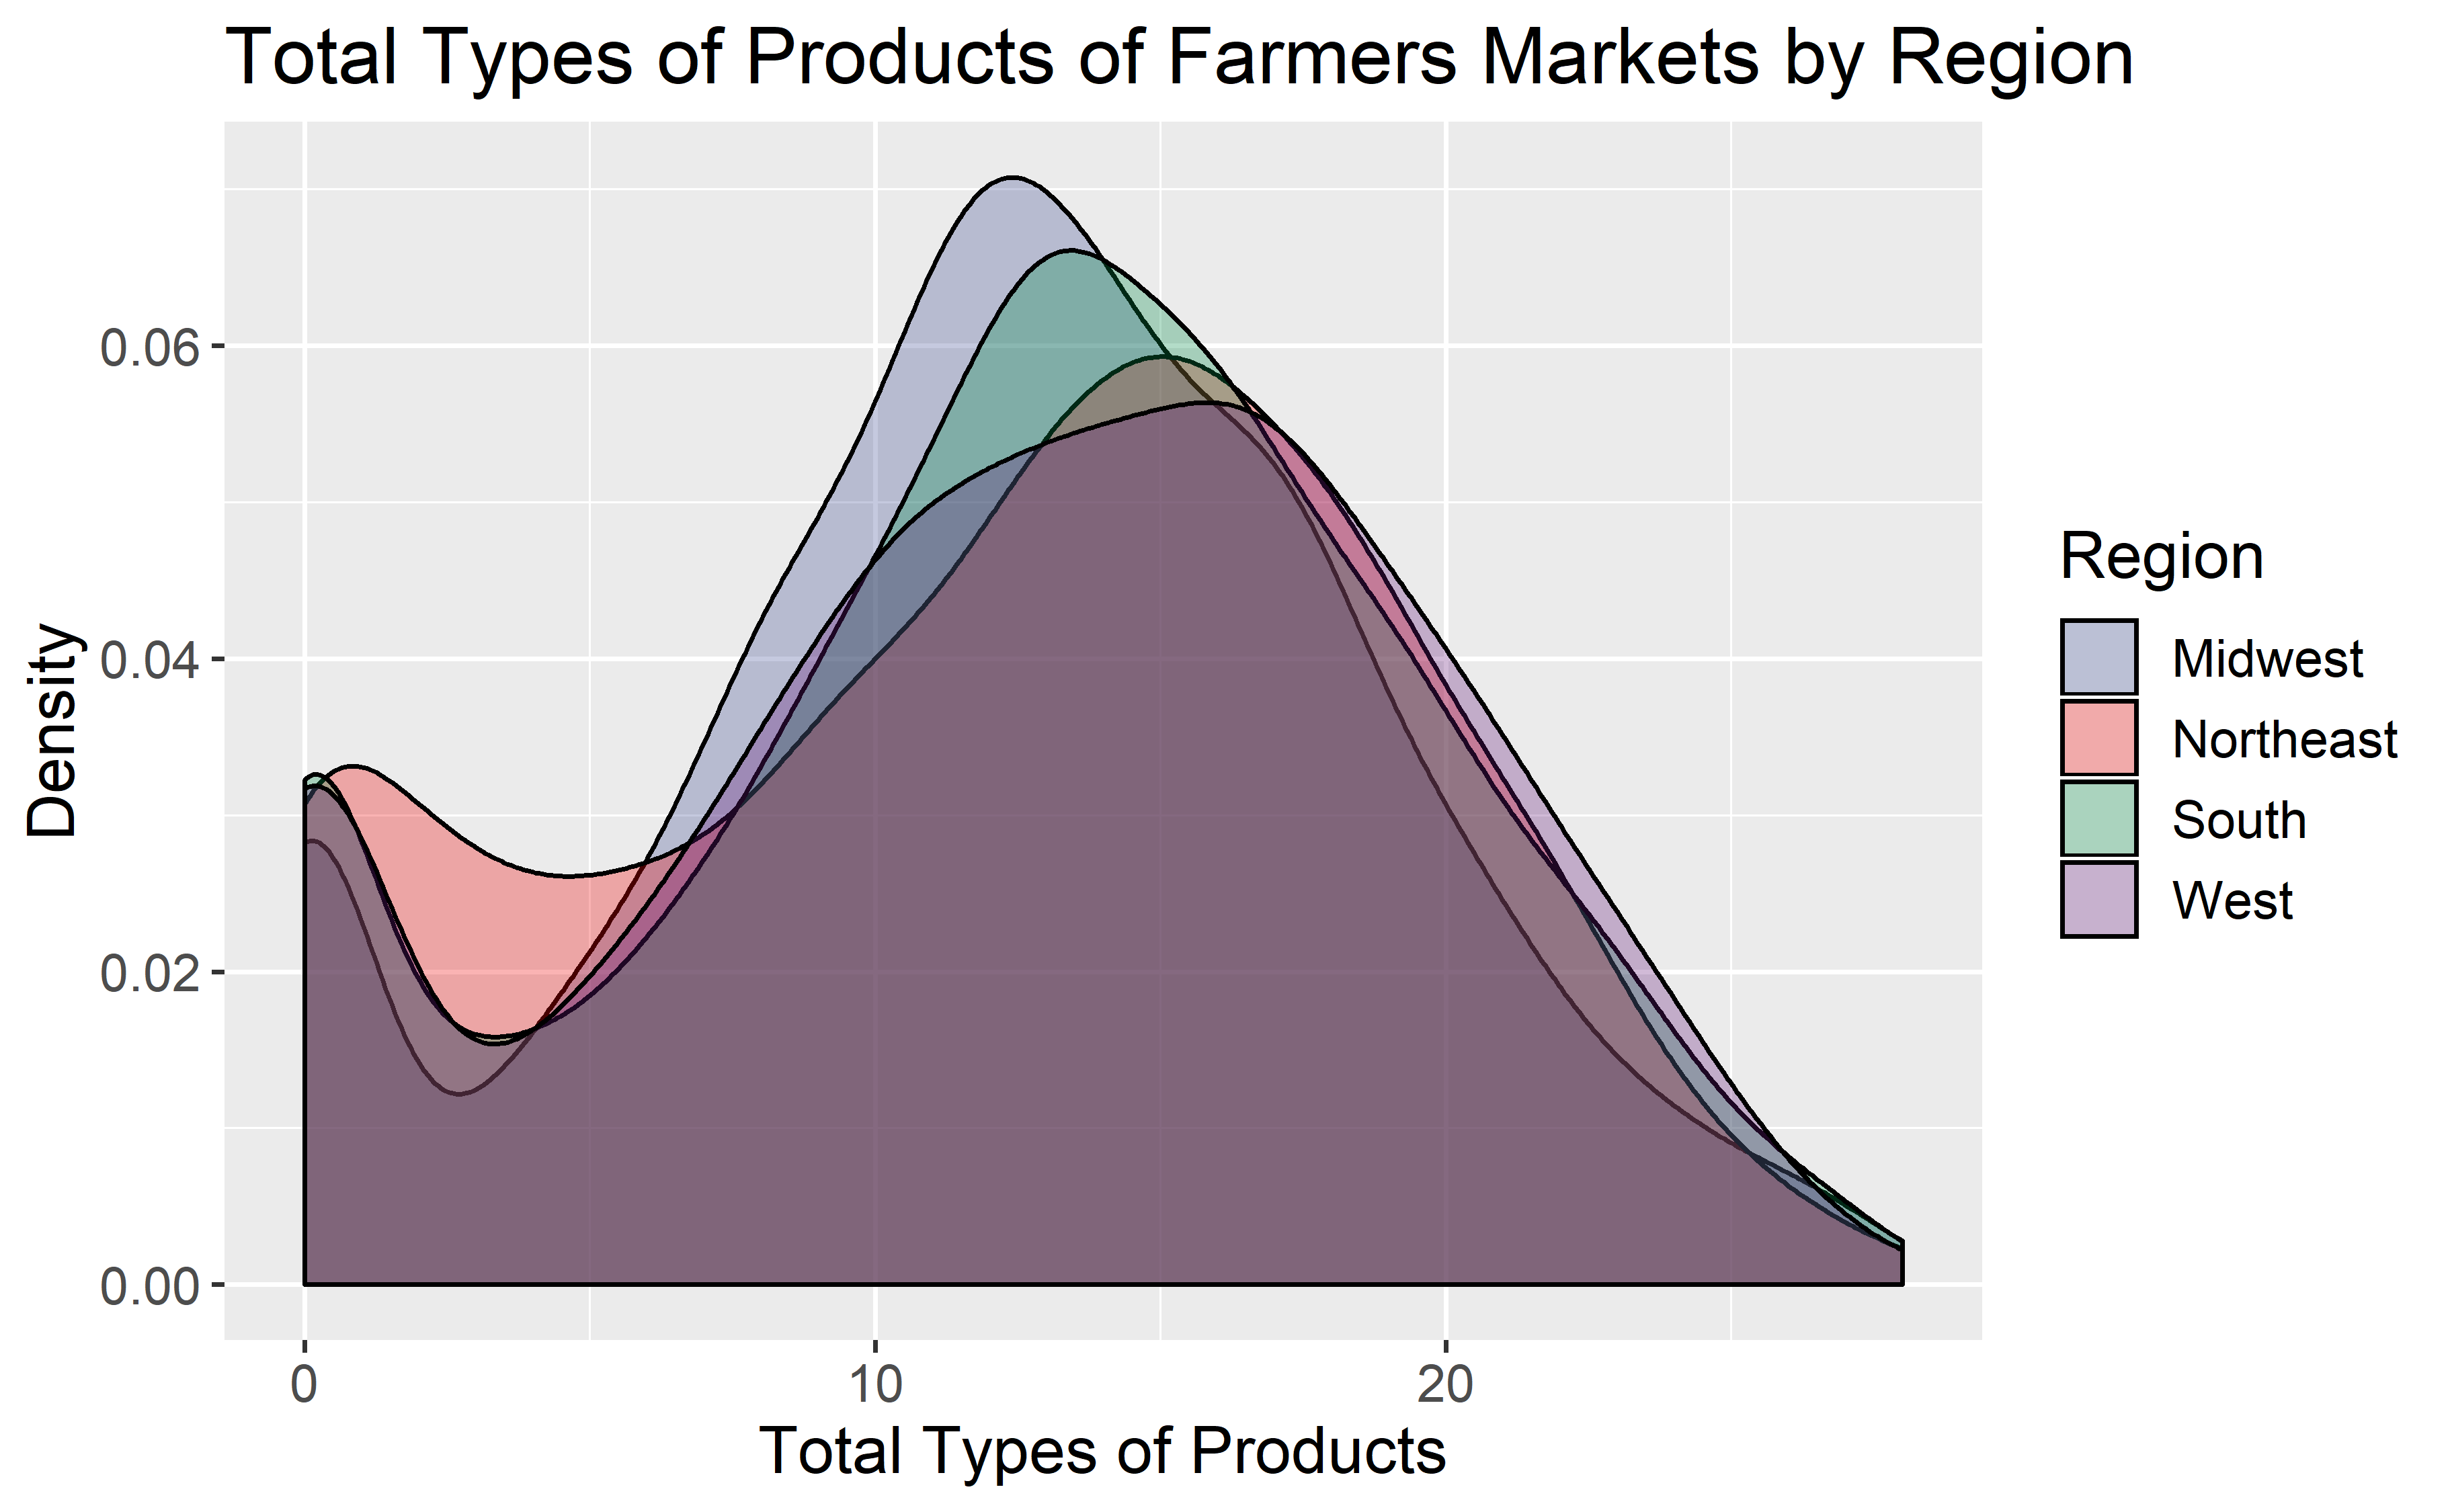 Total Types of Products of Farmers Markets by Region
Density
0.06
0.04
0.02
0.00
0 10 20
Total Types of Products
Region
Midwest
Northeast
South
West